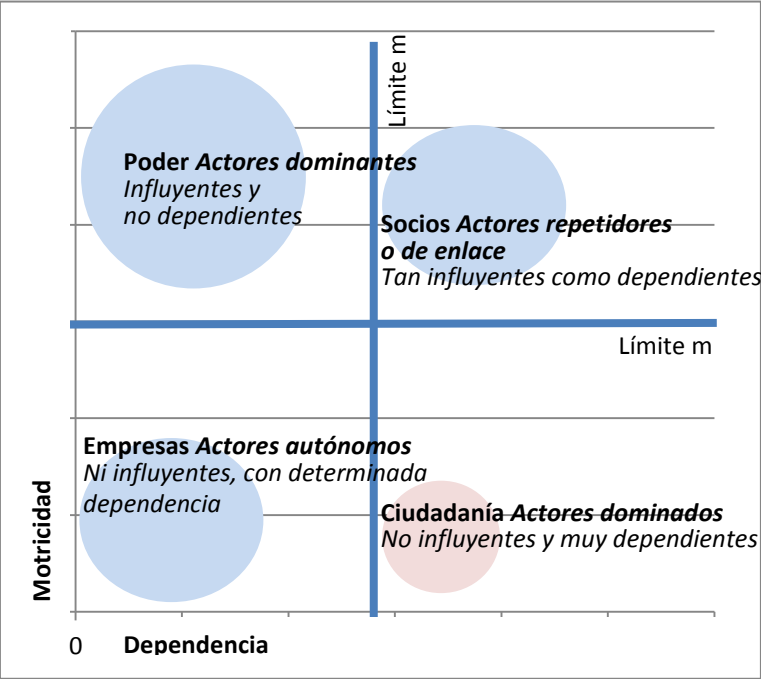 Límite m
Poder Actores dominantes
Influyentes y
no dependientes
Socios Actores repetidores
o de enlace
Tan influyentes como dependientes
Límite m
Empresas Actores autónomos
Ni influyentes, con determinada
dependencia
Ciudadanía Actores dominados
No influyentes y muy dependientes
Motricidad
0
Dependencia